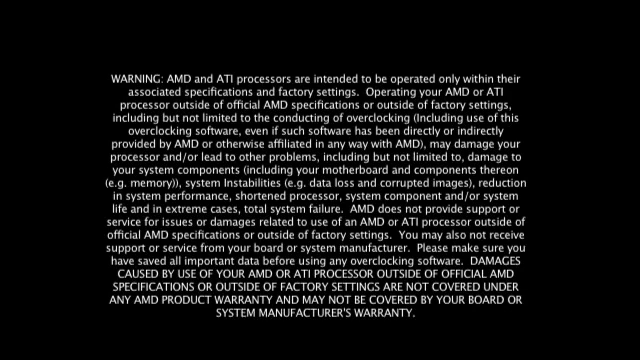 WARNING: AMD and ATI processors are intended to be operated only within their
associated specifications and factory settings.  Operating your AMD or ATI
processor outside of official AMD specifications or outside of factory settings,
including but not limited to the conducting of overclocking (Including use of this
overclocking software, even if such software has been directly or indirectly
provided by AMD or otherwise affiliated in any way with AMD), may damage your
processor and/or lead to other problems, including but not limited to, damage to
your system components (including your motherboard and components thereon
(e.g. memory)), system Instabilities (e.g. data loss and corrupted images), reduction
in system performance, shortened processor, system component and/or system
life and in extreme cases, total system failure.  AMD does not provide support or
service for issues or damages related to use of an AMD or ATI processor outside of
official AMD specifications or outside of factory settings.  You may also not receive
support or service from your board or system manufacturer.  Please make sure you
have saved all important data before using any overclocking software.  DAMAGES
CAUSED BY USE OF YOUR AMD OR ATI PROCESSOR OUTSIDE OF OFFICIAL AMD
SPECIFICATIONS OR OUTSIDE OF FACTORY SETTINGS ARE NOT COVERED UNDER
ANY AMD PRODUCT WARRANTY AND MAY NOT BE COVERED BY YOUR BOARD OR
SYSTEM MANUFACTURER'S WARRANTY.